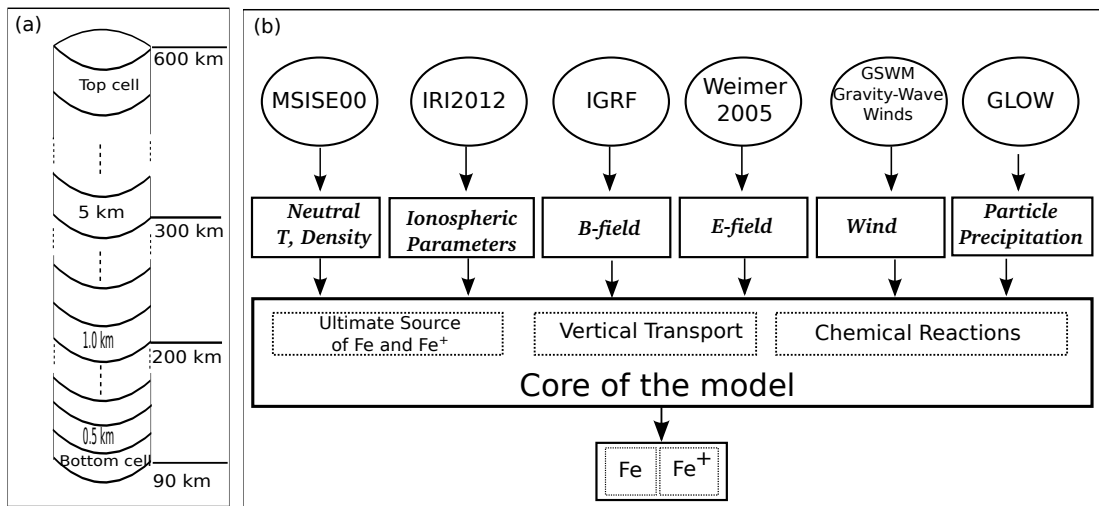 (a)
600 km
Top cell
5 km
300 km
1.0 km
200 km
0.5 km
Bottom cell
90 km
(b)
MSISE00
IRI2012
IGRF
Weimer
2005
GSWM
Gravity-Wave
Winds
GLOW
Neutral
T, Density
Ionospheric
Parameters
B-field
E-field
Wind
Particle
Precipitation
Ultimate Source
of Fe and Fe⁺
Vertical Transport
Chemical Reactions
Core of the model
Fe
Fe⁺